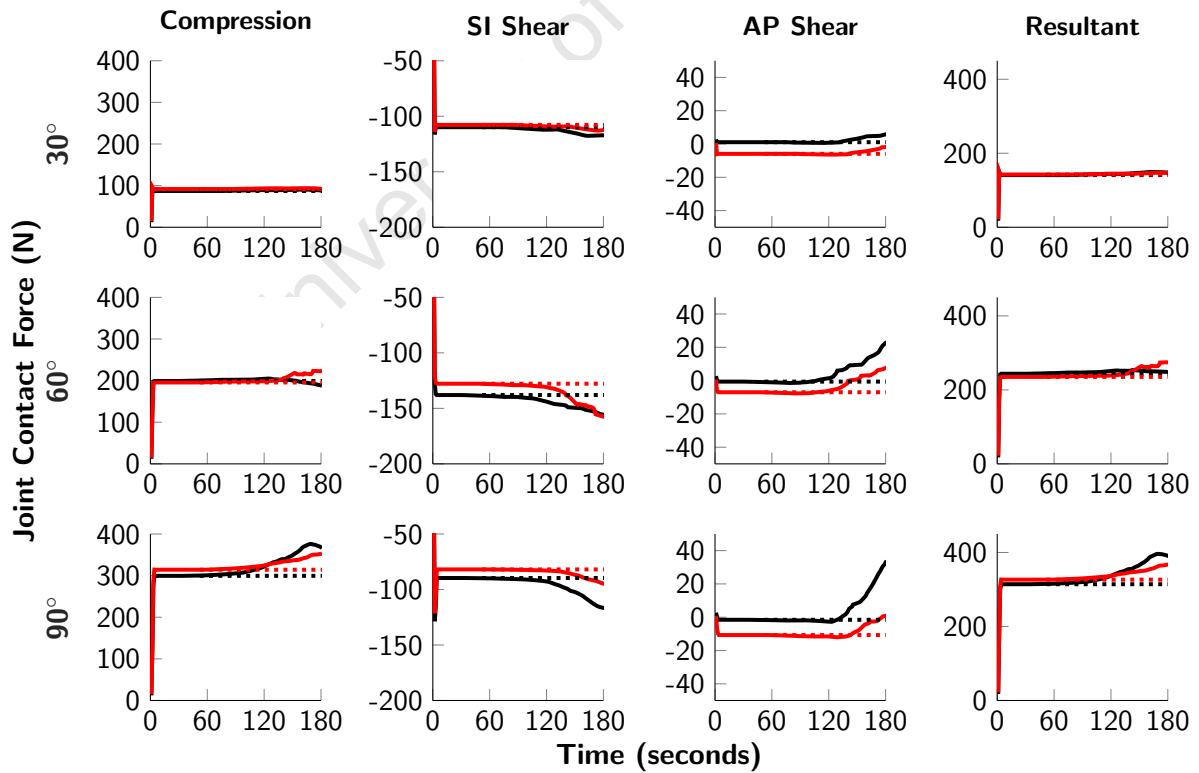 Compression SI Shear AP Shear Resultant
Joint Contact Force (N)
30°
400 300 200 100 0
0 60 120 180
-50 -100 -150 -200
0 60 120 180
40 20 0 -20 -40
0 60 120 180
400 200 0
0 60 120 180
60°
400 300 200 100 0
0 60 120 180
-50 -100 -150 -200
0 60 120 180
40 20 0 -20 -40
0 60 120 180
400 200 0
0 60 120 180
90°
400 300 200 100 0
0 60 120 180
-50 -100 -150 -200
0 60 120 180
40 20 0 -20 -40
0 60 120 180
400 200 0
0 60 120 180
Time (seconds)
of